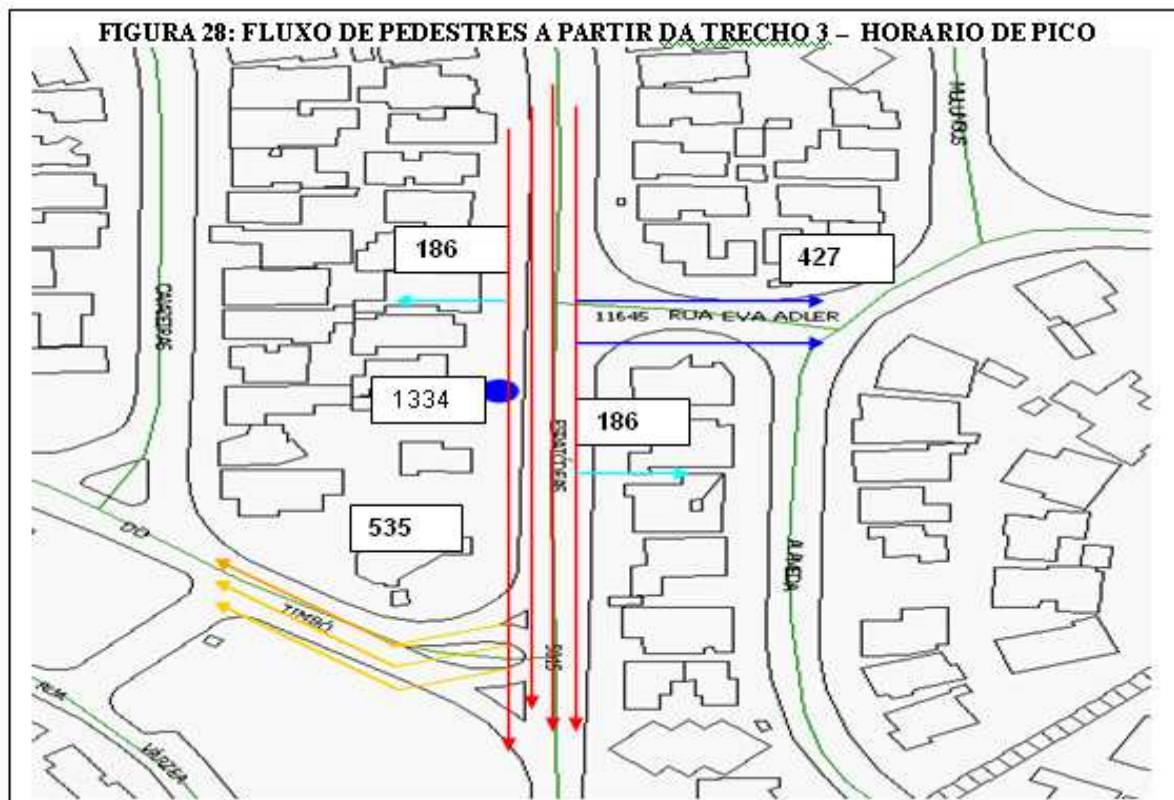 FIGURA 28: FLUXO DE PEDESTRES A PARTIR DA TRECHO 3 – HORARIO DE PICO
186
427
11645 RUA EVA ADLER
1334
186
535
TIMBÓ
RUA
VÁRZEA